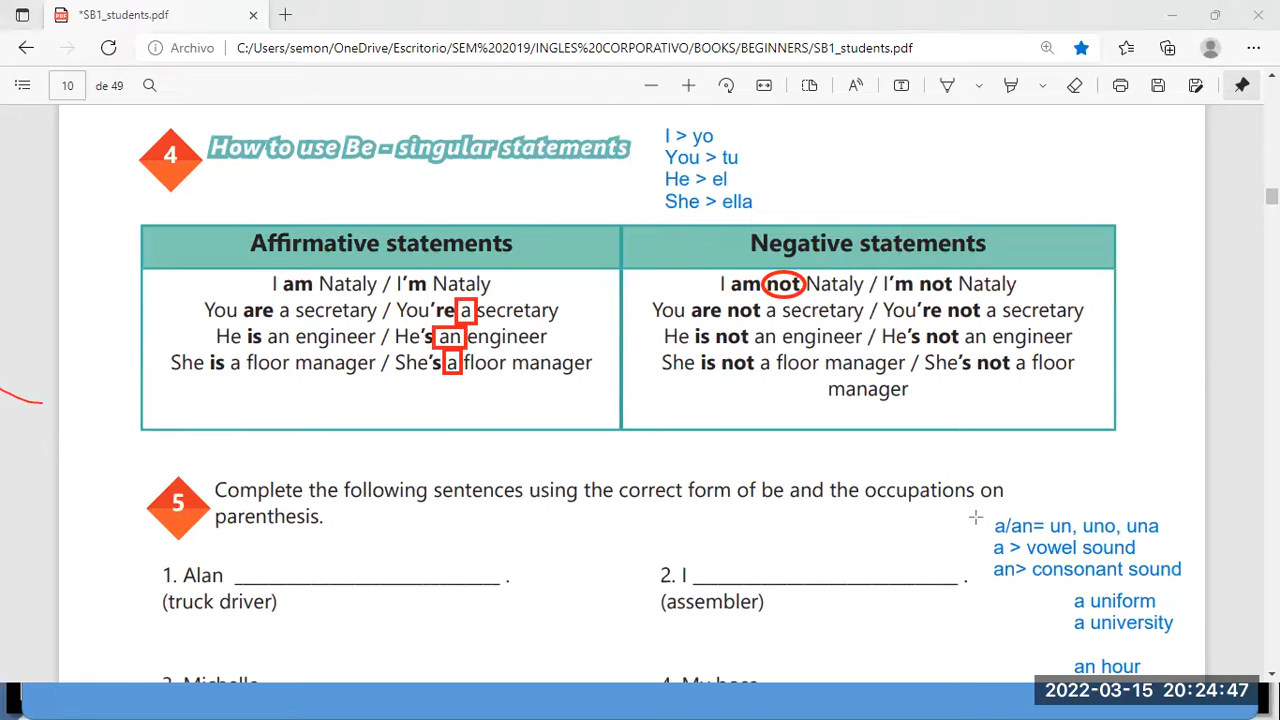 *SB1_students.pdf
Archivo C:/Users/semon/OneDrive/Escritorio/SEM%202019/INGLES%20CORPORATIVO/BOOKS/BEGINNERS/SB1_students.pdf
10 de 49
4 How to use Be - singular statements
I > yo
You > tu
He > el
She > ella
Affirmative statements
I am Nataly / I'm Nataly
You are a secretary / You're a secretary
He is an engineer / He's an engineer
She is a floor manager / She's a floor manager
Negative statements
I am not Nataly / I'm not Nataly
You are not a secretary / You're not a secretary
He is not an engineer / He's not an engineer
She is not a floor manager / She's not a floor
manager
5 Complete the following sentences using the correct form of be and the occupations on
parenthesis.
a/an= un, uno, una
a > vowel sound
an> consonant sound
a uniform
a university
an hour
1. Alan ___________________________ .
(truck driver)
2. I ___________________________ .
(assembler)
3. Michelle
4. My boss
2022-03-15 20:24:47